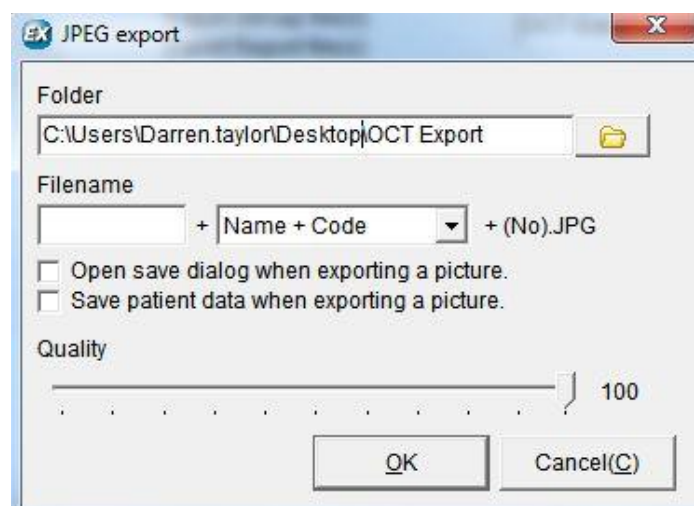 EX JPEG export
Folder
C:\Users\Darren.taylor\Desktop\OCT Export
Filename
+ Name + Code + (No).JPG
Open save dialog when exporting a picture.
Save patient data when exporting a picture.
Quality
100
OK Cancel(C)